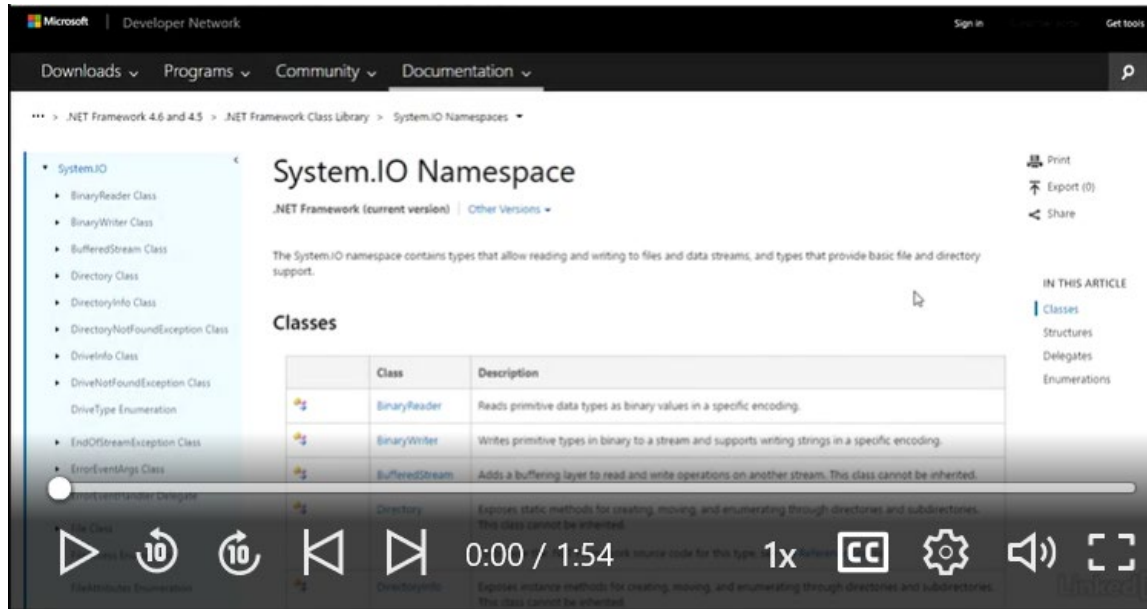 Microsoft Developer Network Sign in Get tools
Downloads Programs Community Documentation
... > .NET Framework 4.6 and 4.5 > .NET Framework Class Library > System.IO Namespaces
System.IO
BinaryReader Class
BinaryWriter Class
BufferedStream Class
Directory Class
DirectoryInfo Class
DirectoryNotFoundException Class
DriveInfo Class
DriveNotFoundException Class
DriveType Enumeration
EndOfStreamException Class
ErrorEventArgs Class
ErrorEventHandler Delegate
File Class
System.IO Namespace
.NET Framework (current version) Other Versions
The System.IO namespace contains types that allow reading and writing to files and data streams, and types that provide basic file and directory
support.
Classes
Class Description
BinaryReader Reads primitive data types as binary values in a specific encoding.
BinaryWriter Writes primitive types in binary to a stream and supports writing strings in a specific encoding.
BufferedStream Adds a buffering layer to read and write operations on another stream. This class cannot be inherited.
Directory Exposes static methods for creating, moving, and enumerating through directories and subdirectories.
This class cannot be inherited.
DirectoryInfo Exposes instance methods for creating, moving, and enumerating through directories and subdirectories.
This class cannot be inherited.
Print
Export (0)
Share
IN THIS ARTICLE
Classes
Structures
Delegates
Enumerations
10 10 0:00 / 1:54 1x CC
FileAttributes Enumeration
Linked